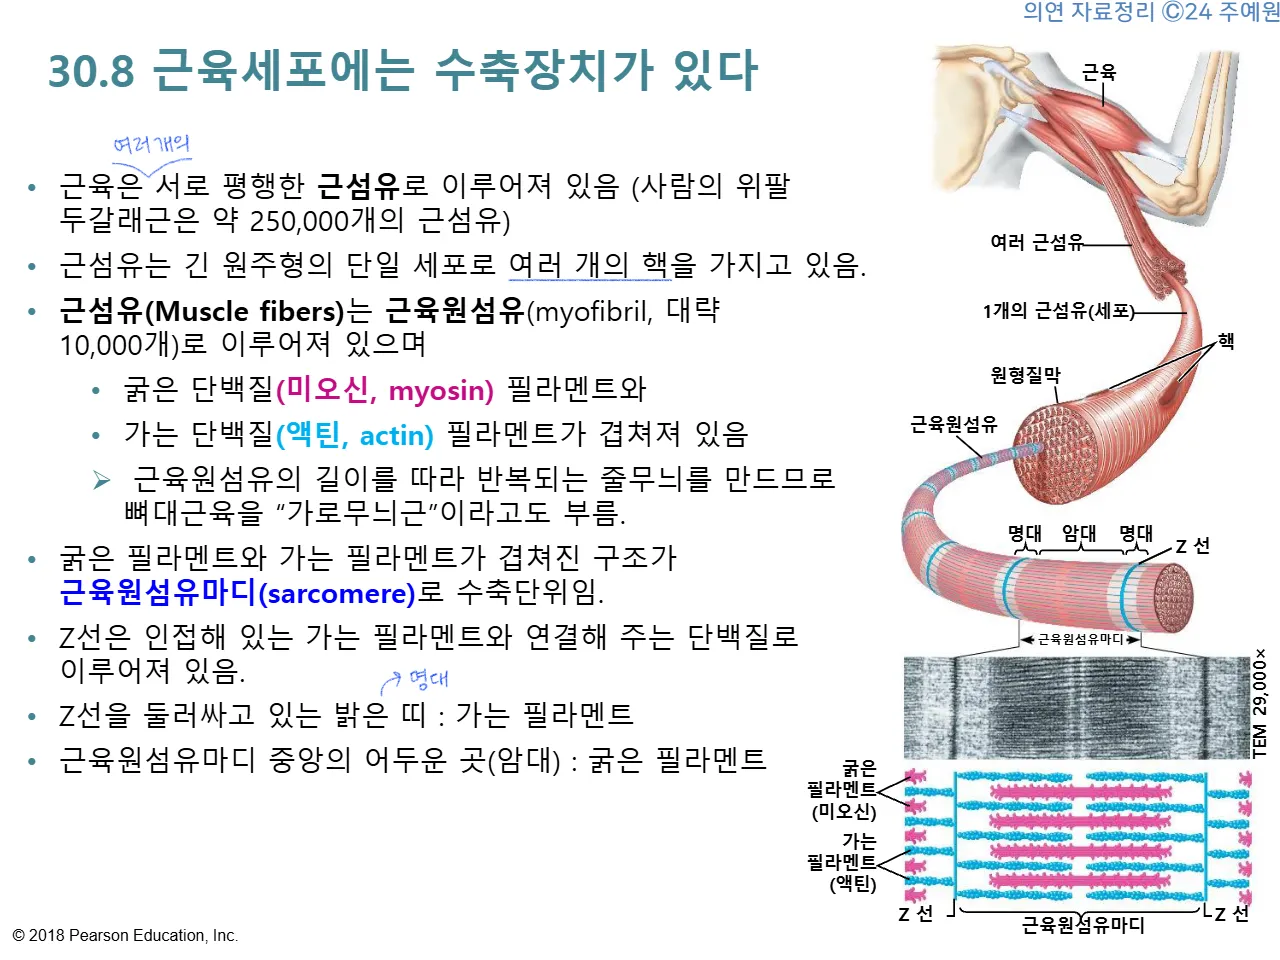 의연 자료정리 Ⓒ24 주예원
30.8 근육세포에는 수축장치가 있다
여러개의
• 근육은 서로 평행한 근섬유로 이루어져 있음 (사람의 위팔
두갈래근은 약 250,000개의 근섬유)
• 근섬유는 긴 원주형의 단일 세포로 여러 개의 핵을 가지고 있음.
• 근섬유(Muscle fibers)는 근육원섬유(myofibril, 대략
10,000개)로 이루어져 있으며
• 굵은 단백질(미오신, myosin) 필라멘트와
• 가는 단백질(액틴, actin) 필라멘트가 겹쳐져 있음
➢ 근육원섬유의 길이를 따라 반복되는 줄무늬를 만드므로
뼈대근육을 “가로무늬근”이라고도 부름.
• 굵은 필라멘트와 가는 필라멘트가 겹쳐진 구조가
근육원섬유마디(sarcomere)로 수축단위임.
• Z선은 인접해 있는 가는 필라멘트와 연결해 주는 단백질로
이루어져 있음.
명대
• Z선을 둘러싸고 있는 밝은 띠 : 가는 필라멘트
• 근육원섬유마디 중앙의 어두운 곳(암대) : 굵은 필라멘트
© 2018 Pearson Education, Inc.
근육
여러 근섬유
1개의 근섬유(세포)
핵
원형질막
근육원섬유
명대 암대 명대
Z 선
근육원섬유마디
TEM 29,000×
굵은
필라멘트
(미오신)
가는
필라멘트
(액틴)
Z 선
근육원섬유마디
Z 선